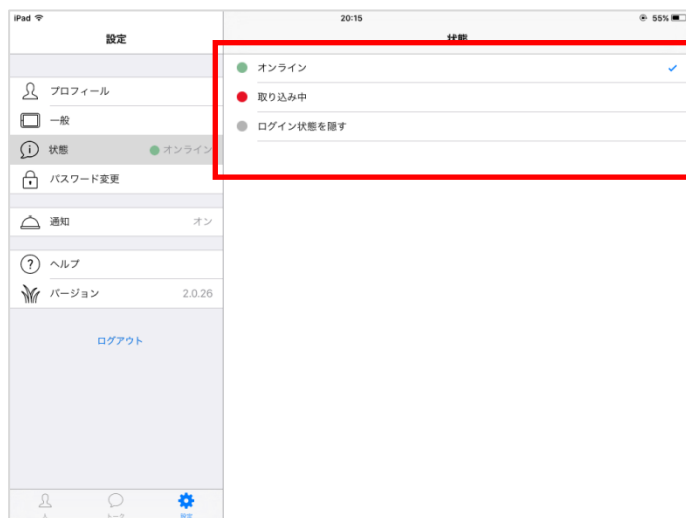 iPad
20:15
55%
設定
状態
プロフィール
一般
状態
オンライン
パスワード変更
通知
オン
ヘルプ
バージョン
2.0.26
ログアウト
設定
オンライン
取り込み中
ログイン状態を隠す